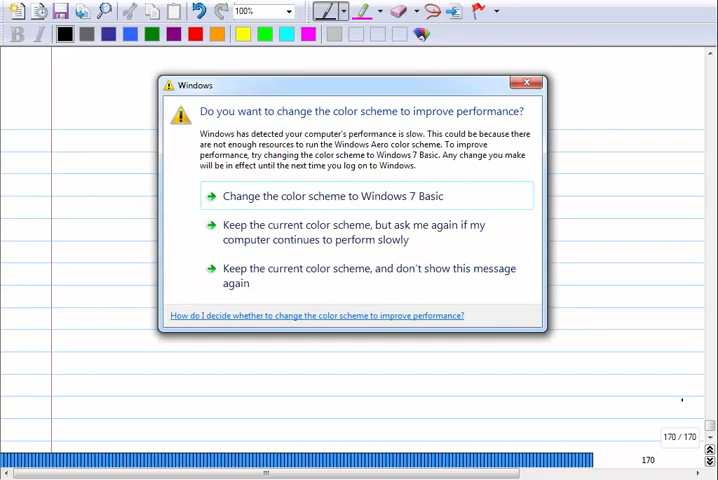 100%
B I
Windows
Do you want to change the color scheme to improve performance?
Windows has detected your computer's performance is slow. This could be because there
are not enough resources to run the Windows Aero color scheme. To improve
performance, try changing the color scheme to Windows 7 Basic. Any change you make
will be in effect until the next time you log on to Windows.
Change the color scheme to Windows 7 Basic
Keep the current color scheme, but ask me again if my
computer continues to perform slowly
Keep the current color scheme, and don't show this message
again
How do I decide whether to change the color scheme to improve performance?
170 / 170
170